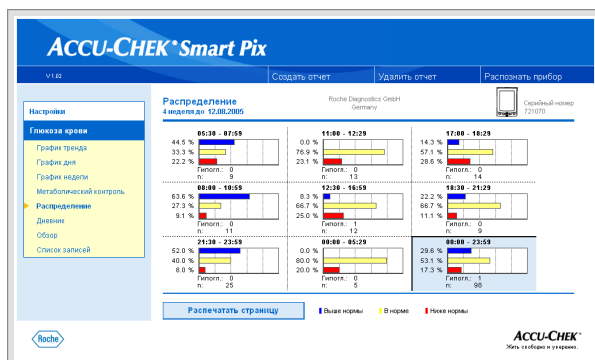 ACCU-CHEK® Smart Pix
V 1.02
Создать отчет
Удалить отчет
Распознать прибор
Настройки
Глюкоза крови
График тренда
График дня
График недели
Метаболический контроль
Распределение
Дневник
Обзор
Список записей
Распределение
4 неделя до 12.08.2005
Roche Diagnostics GmbH
Germany
Серийный номер
721070
05:30 - 07:59
44.5 %
33.3 %
22.2 %
Гипогл.: 0
n: 9
11:00 - 12:29
0.0 %
76.9 %
23.1 %
Гипогл.: 0
n: 13
17:00 - 18:29
14.3 %
57.1 %
28.6 %
Гипогл.: 0
n: 14
08:00 - 10:59
63.6 %
27.3 %
9.1 %
Гипогл.: 0
n: 11
12:30 - 16:59
8.3 %
66.7 %
25.0 %
Гипогл.: 1
n: 12
18:30 - 21:29
22.2 %
66.7 %
11.1 %
Гипогл.: 0
n: 9
21:30 - 23:59
52.0 %
40.0 %
8.0 %
Гипогл.: 0
n: 25
00:00 - 05:29
0.0 %
80.0 %
20.0 %
Гипогл.: 0
n: 5
00:00 - 23:59
29.6 %
53.1 %
17.3 %
Гипогл.: 1
n: 98
Распечатать страницу
Выше нормы
В норме
Ниже нормы
Roche
ACCU-CHEK®
Жить свободно и уверенно.